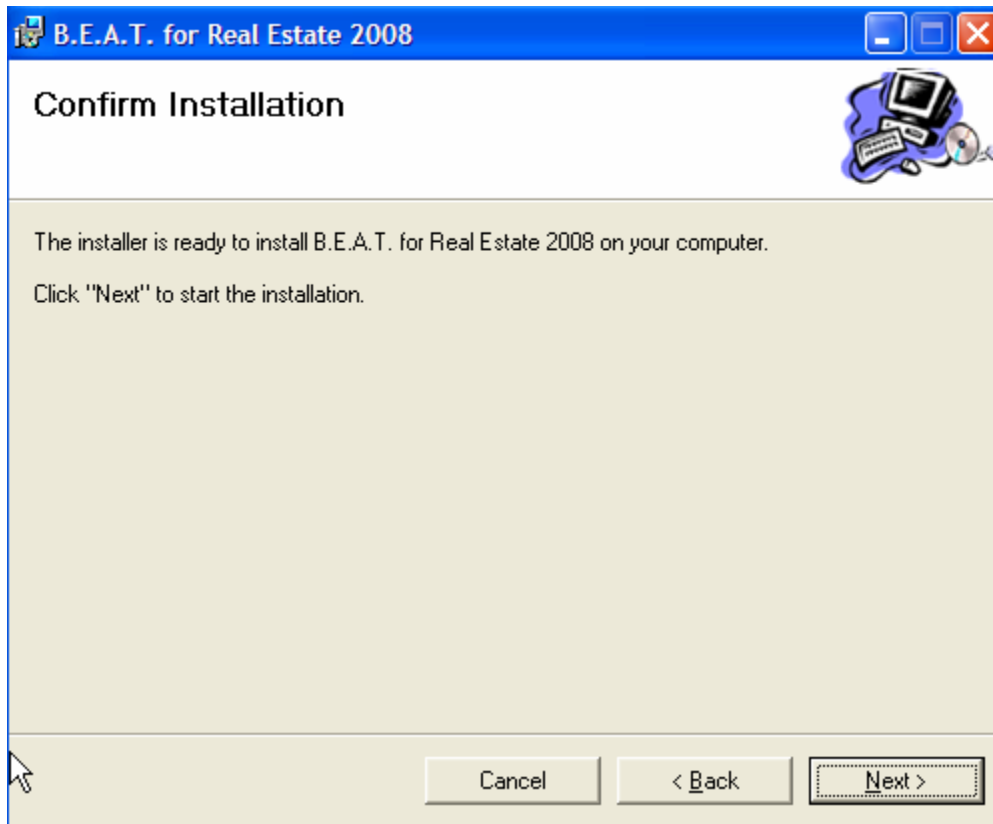 B.E.A.T. for Real Estate 2008
Confirm Installation
The installer is ready to install B.E.A.T. for Real Estate 2008 on your computer.
Click "Next" to start the installation.
Cancel
< Back
Next >